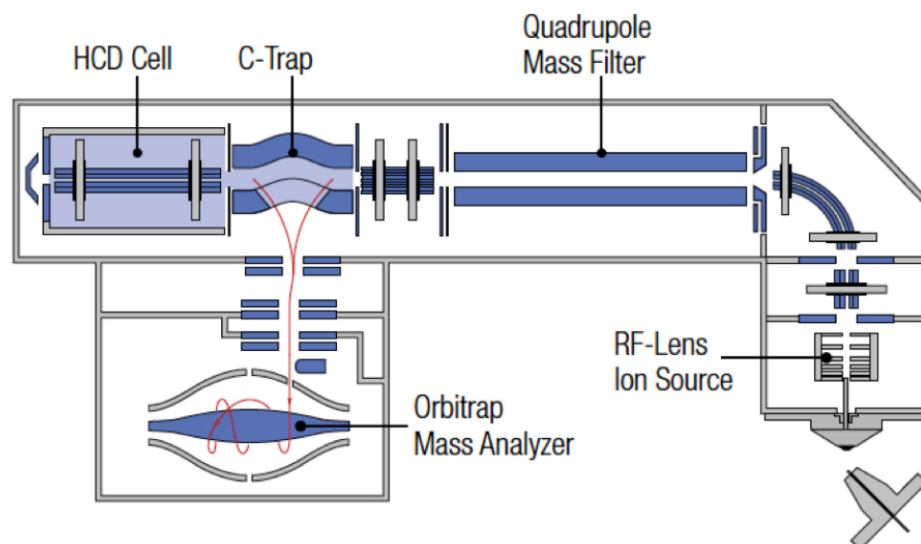 HCD Cell
C-Trap
Quadrupole
Mass Filter
RF-Lens
Ion Source
Orbitrap
Mass Analyzer